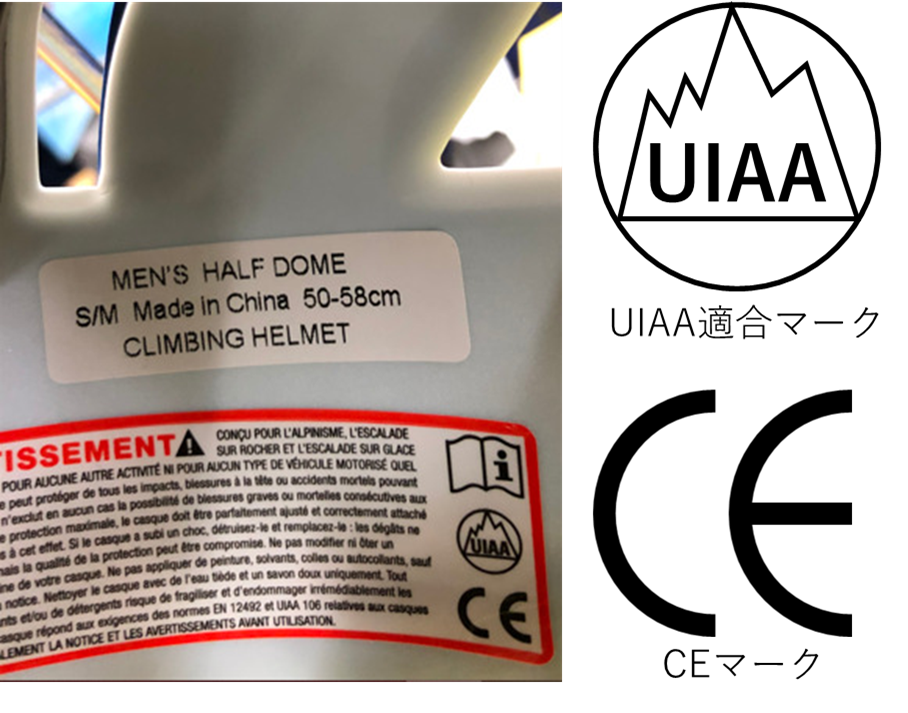 MEN'S HALF DOME
S/M Made in China 50-58cm
CLIMBING HELMET
TISSEMENT
CONÇU POUR L'ALPINISME, L'ESCALADE
SUR ROCHER ET L'ESCALADE SUR GLACE
POUR AUCUNE AUTRE ACTIVITÉ NI POUR AUCUN TYPE DE VÉHICULE MOTORISÉ QUEL
e peut protéger de tous les impacts, blessures à la tête ou accidents mortels pouvant
n'exclut en aucun cas la possibilité de blessures graves ou mortelles consécutives aux
e protection maximale, le casque doit être parfaitement ajusté et correctement attaché
s à cet effet. Si le casque a subi un choc, détruisez-le et remplacez-le : les dégâts ne
mais la qualité de la protection peut être compromise. Ne pas modifier ni ôter un
ine de votre casque. Ne pas appliquer de peinture, solvants, colles ou autocollants, sauf
notice. Nettoyer le casque avec de l'eau tiède et un savon doux uniquement. Tout
nts et/ou de détergents risque de fragiliser et d'endommager irrémédiablement les
casque répond aux exigences des normes EN 12492 et UIAA 106 relatives aux casques
ALEMENT LA NOTICE ET LES AVERTISSEMENTS AVANT UTILISATION.
i
UIAA
CE
UIAA
UIAA適合マーク
CE
CEマーク